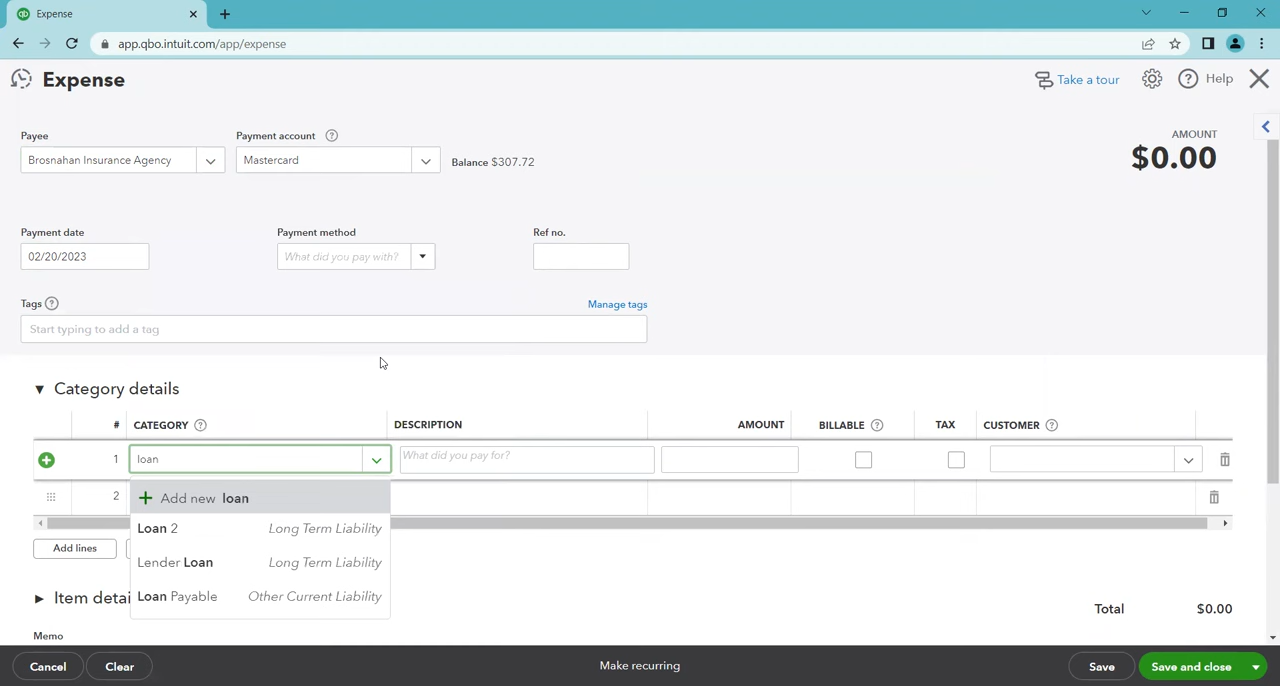 Expense
app.qbo.intuit.com/app/expense
Expense
Take a tour
Help
Payee
Payment account
AMOUNT
Brosnahan Insurance Agency
Mastercard
Balance $307.72
$0.00
Payment date
Payment method
Ref no.
02/20/2023
What did you pay with?
Tags
Manage tags
Start typing to add a tag
Category details
# CATEGORY DESCRIPTION AMOUNT BILLABLE TAX CUSTOMER
1 loan What did you pay for?
2 Add new loan
Loan 2 Long Term Liability
Add lines
Lender Loan Long Term Liability
Loan Payable Other Current Liability
Item detai
Total $0.00
Memo
Cancel Clear Make recurring Save Save and close